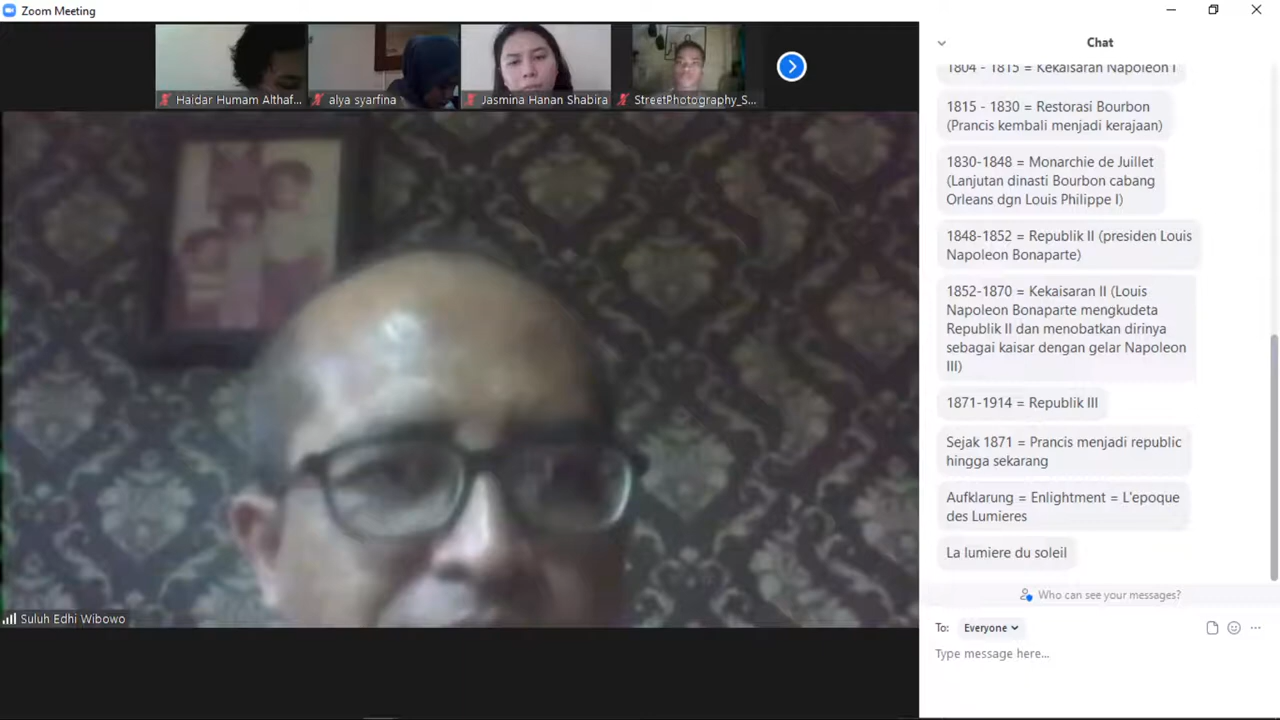 Zoom Meeting
Haidar Humam Althaf...
alya syarfina
Jasmina Hanan Shabira
StreetPhotography_S...
Suluh Edhi Wibowo
Chat
1804 - 1815 = Kekaisaran Napoleon I
1815 - 1830 = Restorasi Bourbon
(Prancis kembali menjadi kerajaan)
1830-1848 = Monarchie de Juillet
(Lanjutan dinasti Bourbon cabang
Orleans dgn Louis Philippe I)
1848-1852 = Republik II (presiden Louis
Napoleon Bonaparte)
1852-1870 = Kekaisaran II (Louis
Napoleon Bonaparte mengkudeta
Republik II dan menobatkan dirinya
sebagai kaisar dengan gelar Napoleon
III)
1871-1914 = Republik III
Sejak 1871 = Prancis menjadi republic
hingga sekarang
Aufklarung = Enlightment = L'epoque
des Lumieres
La lumiere du soleil
Who can see your messages?
To: Everyone
Type message here...